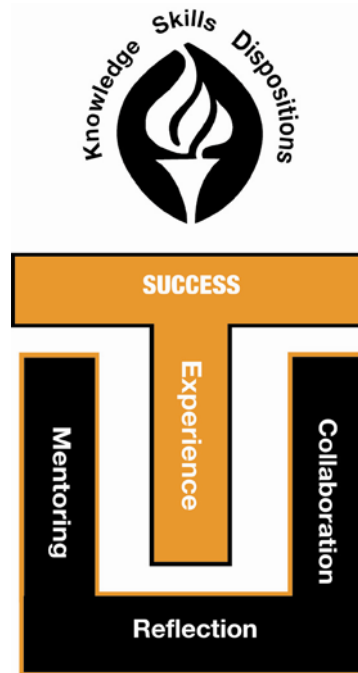 Knowledge Skills Dispositions
SUCCESS
Experience
Mentoring
Collaboration
Reflection